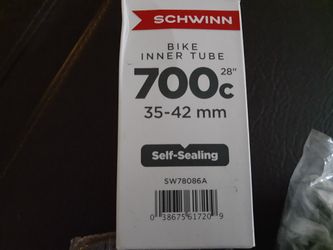 SCHWINN
BIKE
INNER TUBE
700c 28"
35-42 mm
Self-Sealing
SW78086A
0 38675 61720 9